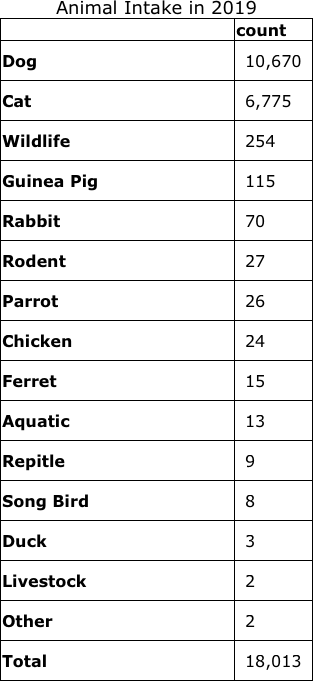 Animal Intake in 2019
count
Dog 10,670
Cat 6,775
Wildlife 254
Guinea Pig 115
Rabbit 70
Rodent 27
Parrot 26
Chicken 24
Ferret 15
Aquatic 13
Repitle 9
Song Bird 8
Duck 3
Livestock 2
Other 2
Total 18,013